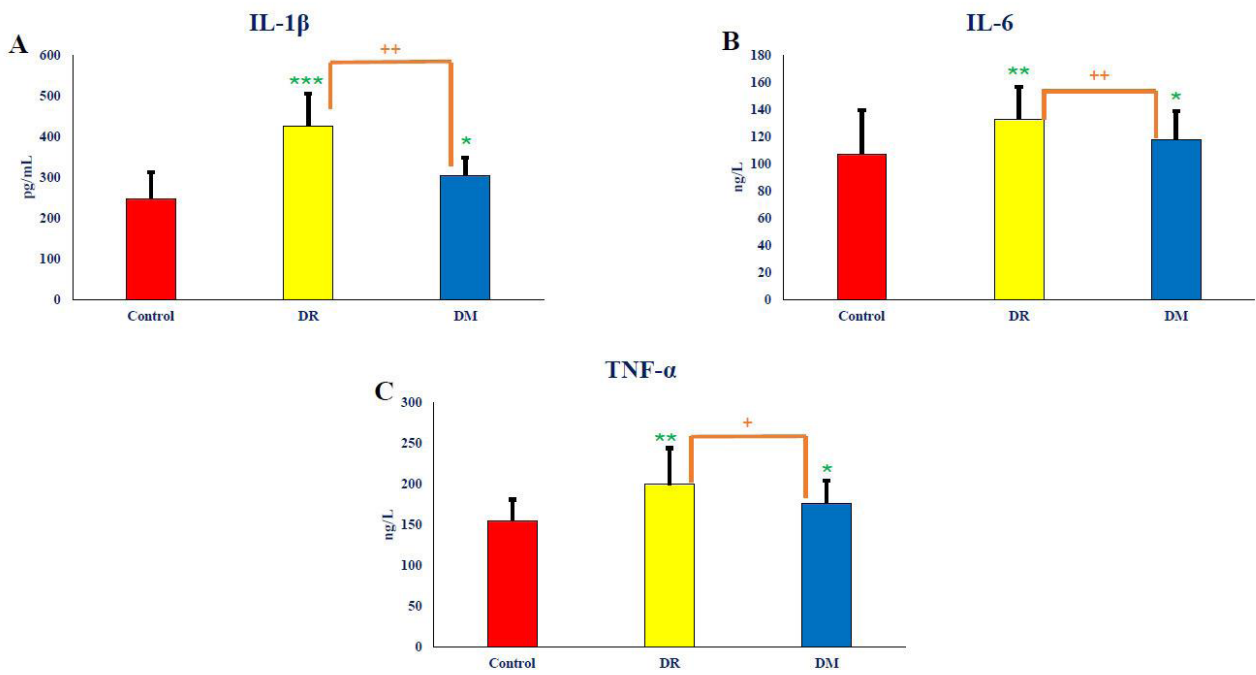 IL-1β
A
600
500
400
300
200
100
0
pg/mL
***
++
*
Control DR DM
IL-6
B
180
160
140
120
100
80
60
40
20
0
ng/L
**
++
*
Control DR DM
TNF-α
C
300
250
200
150
100
50
0
ng/L
**
+
*
Control DR DM